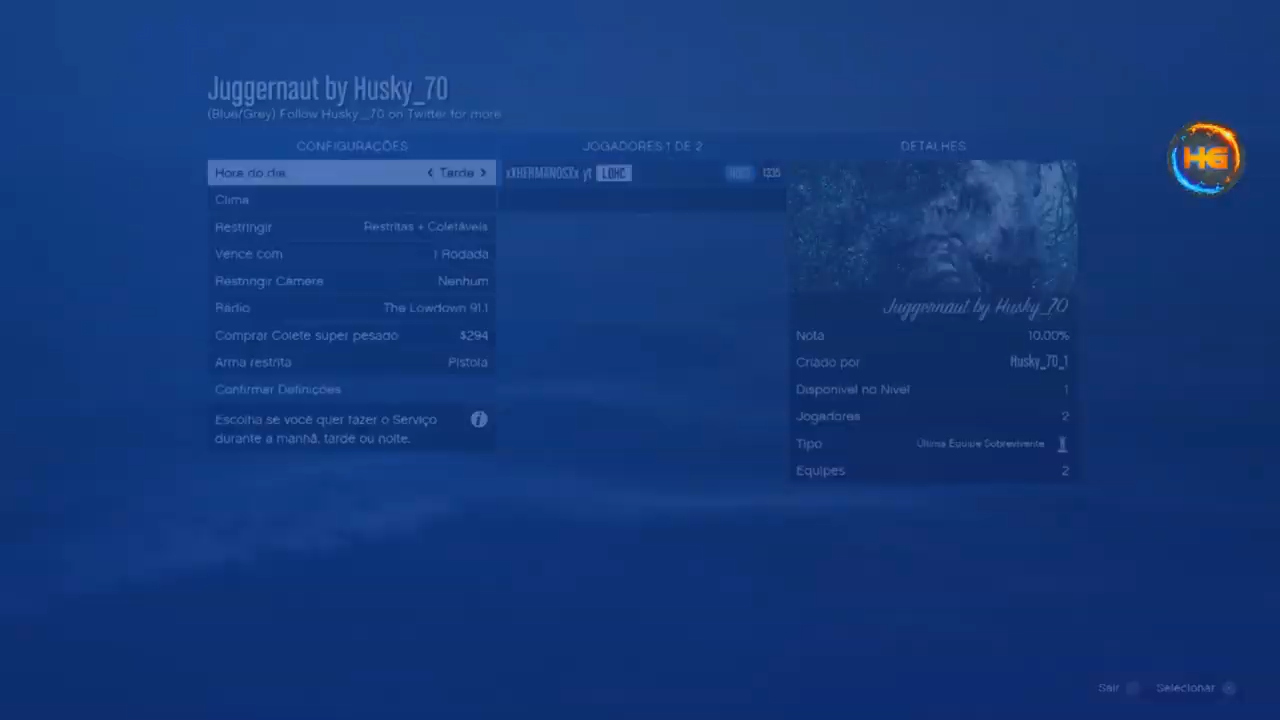 Juggernaut by Husky_70
(Blue/Grey) Follow Husky_70 on Twitter for more
CONFIGURAÇÕES
JOGADORES 1 DE 2
DETALHES
Hora do dia Tarde
xXHERMANOSXx yt LOHC HOST 1335
Clima
Restringir Restritas + Coletáveis
Vence com 1 Rodada
Restringir Câmera Nenhum
Rádio The Lowdown 91.1
Comprar Colete super pesado $294
Arma restrita Pistola
Confirmar Definições
Escolha se você quer fazer o Serviço
durante a manhã, tarde ou noite.
HG
Juggernaut by Husky_70
Nota 10.00%
Criado por Husky_70_1
Disponível no Nível 1
Jogadores 2
Tipo Última Equipe Sobrevivente
Equipes 2
Sair Selecionar